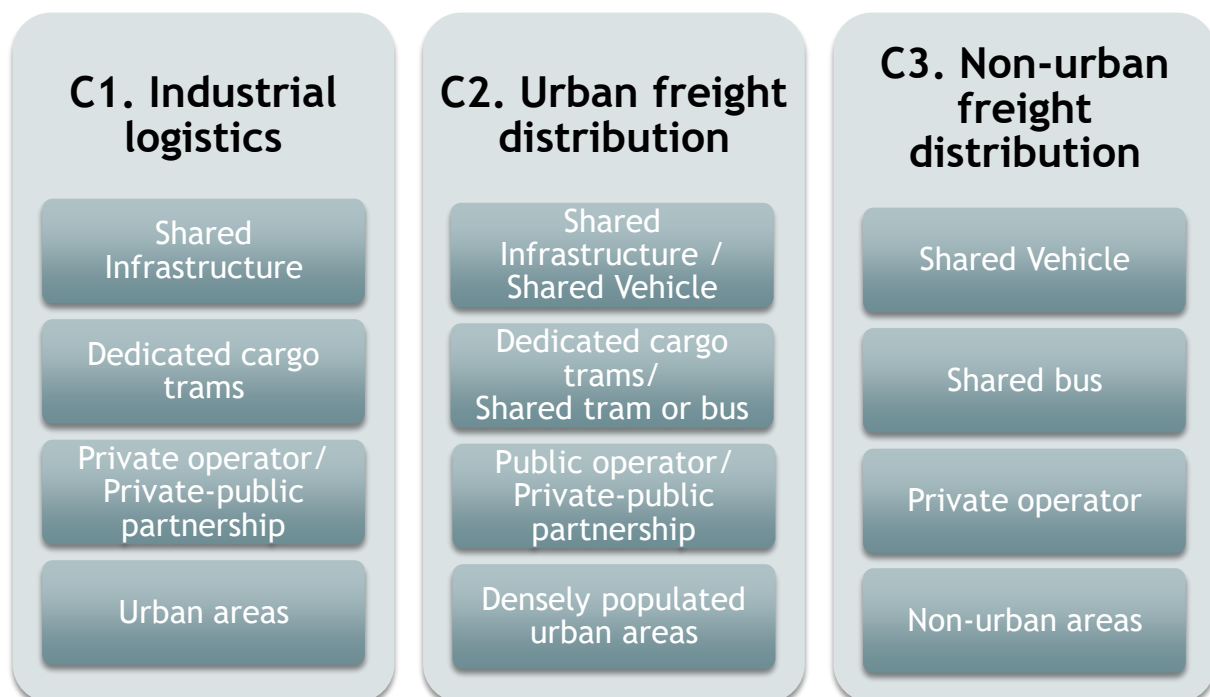 C1. Industrial
logistics
Shared
Infrastructure
Dedicated cargo
trams
Private operator/
Private-public
partnership
Urban areas
C2. Urban freight
distribution
Shared
Infrastructure /
Shared Vehicle
Dedicated cargo
trams/
Shared tram or bus
Public operator/
Private-public
partnership
Densely populated
urban areas
C3. Non-urban
freight
distribution
Shared Vehicle
Shared bus
Private operator
Non-urban areas